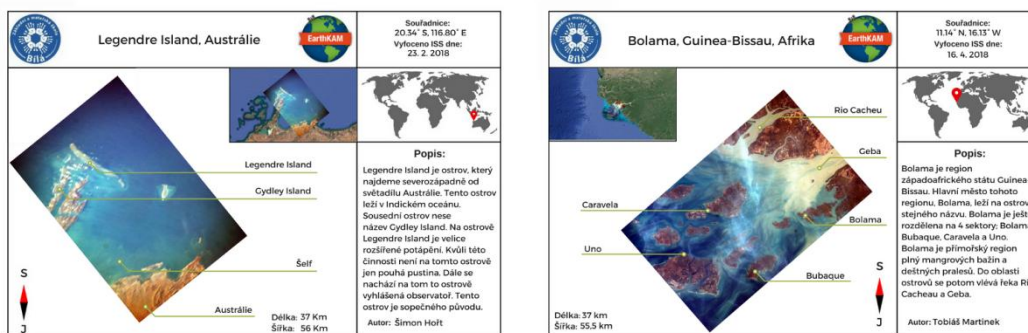 Legendre Island, Austrálie
EarthKAM
Bílá
Souřadnice:
20.34° S, 116.80° E
Vyfoceno ISS dne:
23. 2. 2018
Legendre Island
Gydley Island
Šelf
Austrálie
S
J
Délka: 37 Km
Šířka: 56 Km
Popis:
Legendre Island je ostrov, který
najdeme severozápadně od
světadílu Austrálie. Tento ostrov
leží v Indickém oceánu.
Sousední ostrov nese
název Gydley Island. Na ostrově
Legendre Island je velice
rozšířené potápění. Kvůli této
činnosti není na tomto ostrově
jen pouhá pustina. Dále se
nachází na tom to ostrově
vyhlášená observatoř. Tento
ostrov je sopečného původu.
Autor: Šimon Hořt
Bolama, Guinea-Bissau, Afrika
EarthKAM
Bílá
Souřadnice:
11.14° N, 16.13° W
Vyfoceno ISS dne:
16. 4. 2018
Rio Cacheu
Geba
Caravela
Bolama
Uno
Bubaque
S
J
Délka: 37 km
Šířka: 55,5 km
Popis:
Bolama je region
západoafrického státu Guinea
Bissau. Hlavní město tohoto
regionu, Bolama, leží na ostrov
stejného názvu. Bolama je ješt
rozdělena na 4 sektory; Bolam
Bubaque, Caravela a Uno.
Bolama je přímořský region
plný mangrových bažin a
deštných pralesů. Do oblasti
ostrovů se potom vlévá řeka Ri
Cacheau a Geba.
Autor: Tobiáš Martinek